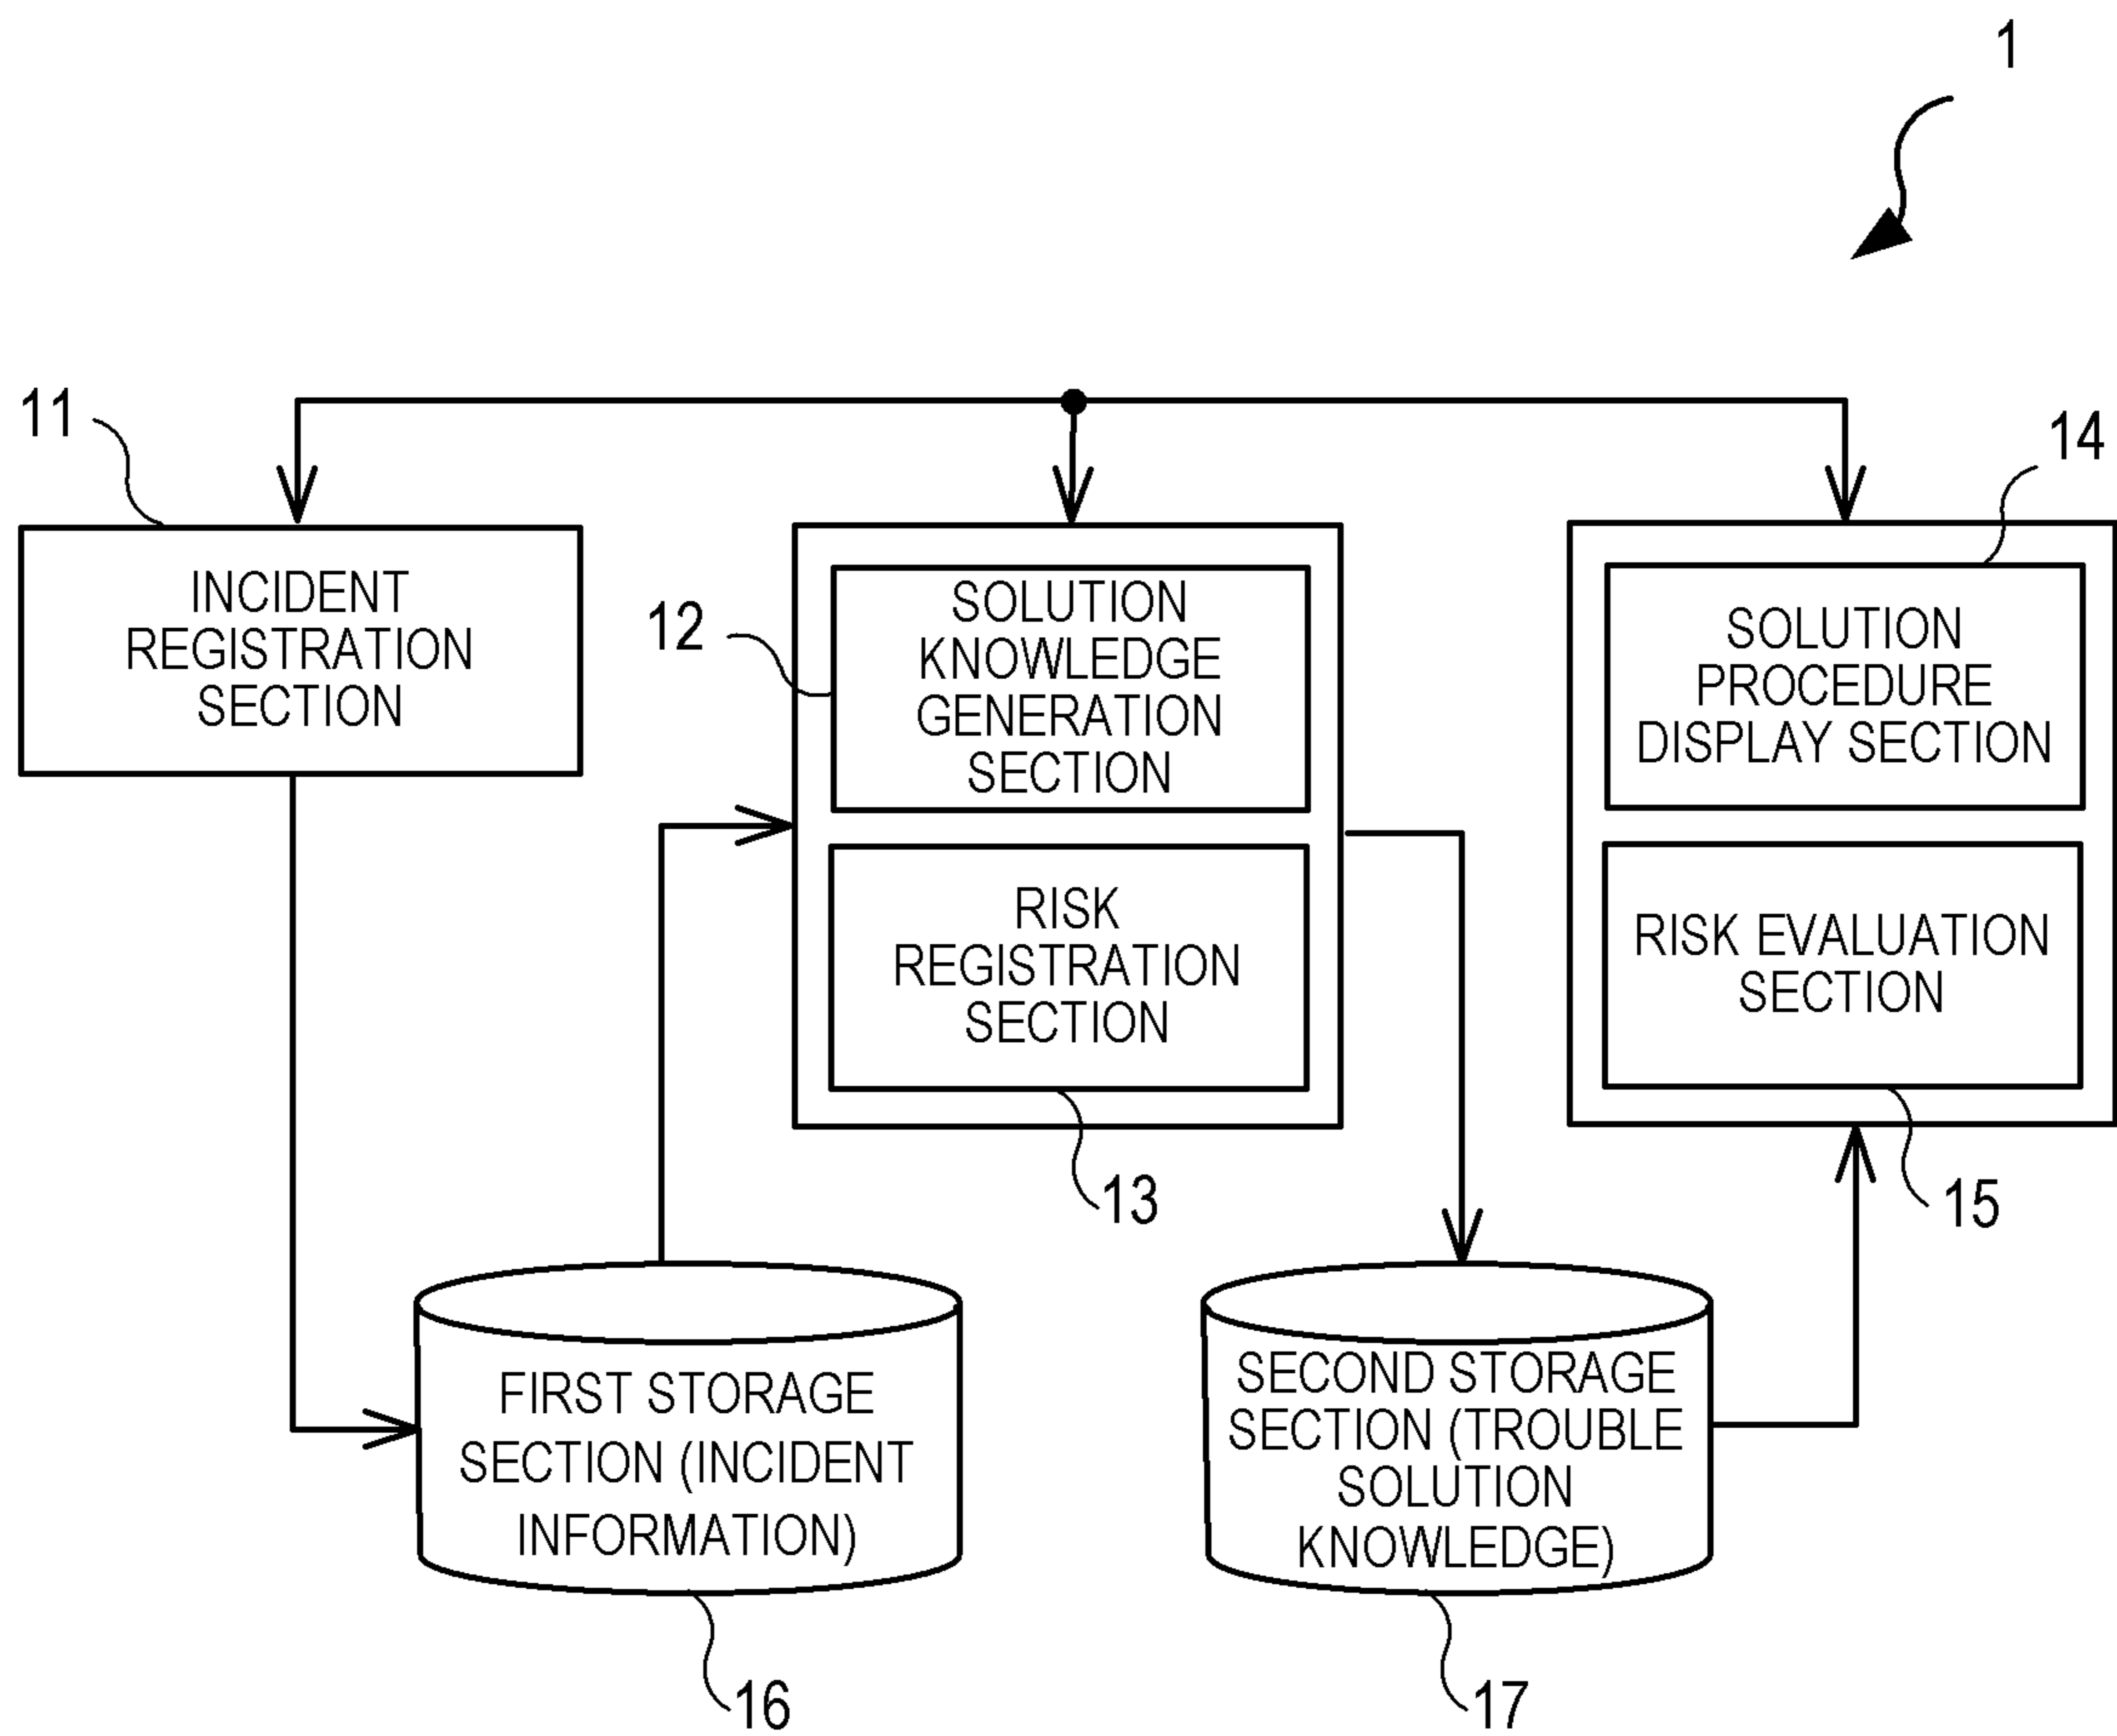 1
11
INCIDENT
REGISTRATION
SECTION
12
SOLUTION
KNOWLEDGE
GENERATION
SECTION
RISK
REGISTRATION
SECTION
13
14
SOLUTION
PROCEDURE
DISPLAY SECTION
RISK EVALUATION
SECTION
15
FIRST STORAGE
SECTION (INCIDENT
INFORMATION)
16
SECOND STORAGE
SECTION (TROUBLE
SOLUTION
KNOWLEDGE)
17